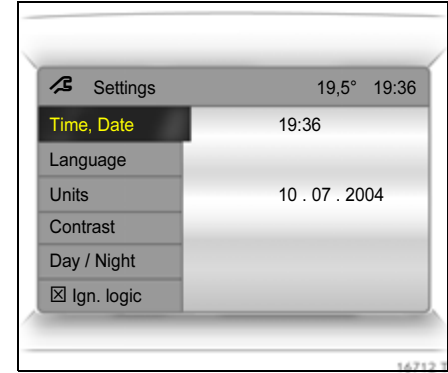 Settings 19,5° 19:36
Time, Date 19:36
Language
Units 10 . 07 . 2004
Contrast
Day / Night
☒ Ign. logic
16712 T